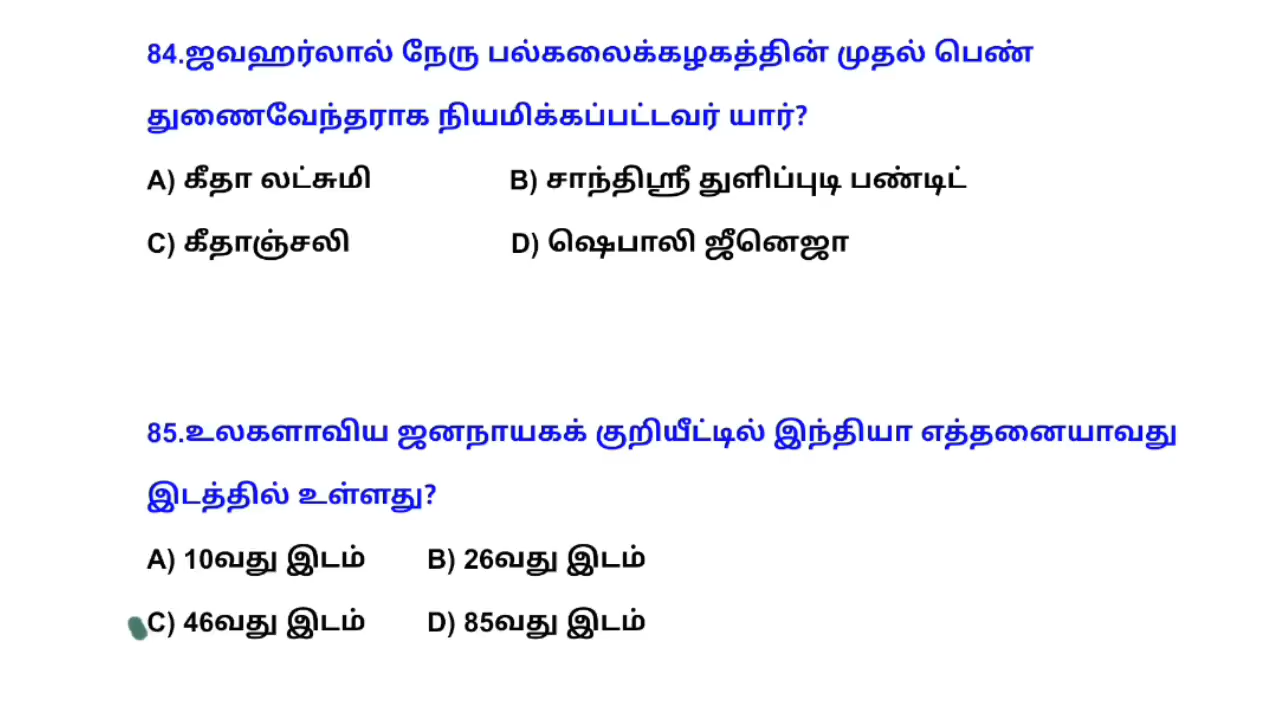 84.ஜவஹர்லால் நேரு பல்கலைக்கழகத்தின் முதல் பெண்
துணைவேந்தராக நியமிக்கப்பட்டவர் யார்?
A) கீதா லட்சுமி B) சாந்திஸ்ரீ துளிப்புடி பண்டிட்
C) கீதாஞ்சலி D) ஷெபாலி ஜீனெஜா
85.உலகளாவிய ஜனநாயகக் குறியீட்டில் இந்தியா எத்தனையாவது
இடத்தில் உள்ளது?
A) 10வது இடம் B) 26வது இடம்
C) 46வது இடம் D) 85வது இடம்